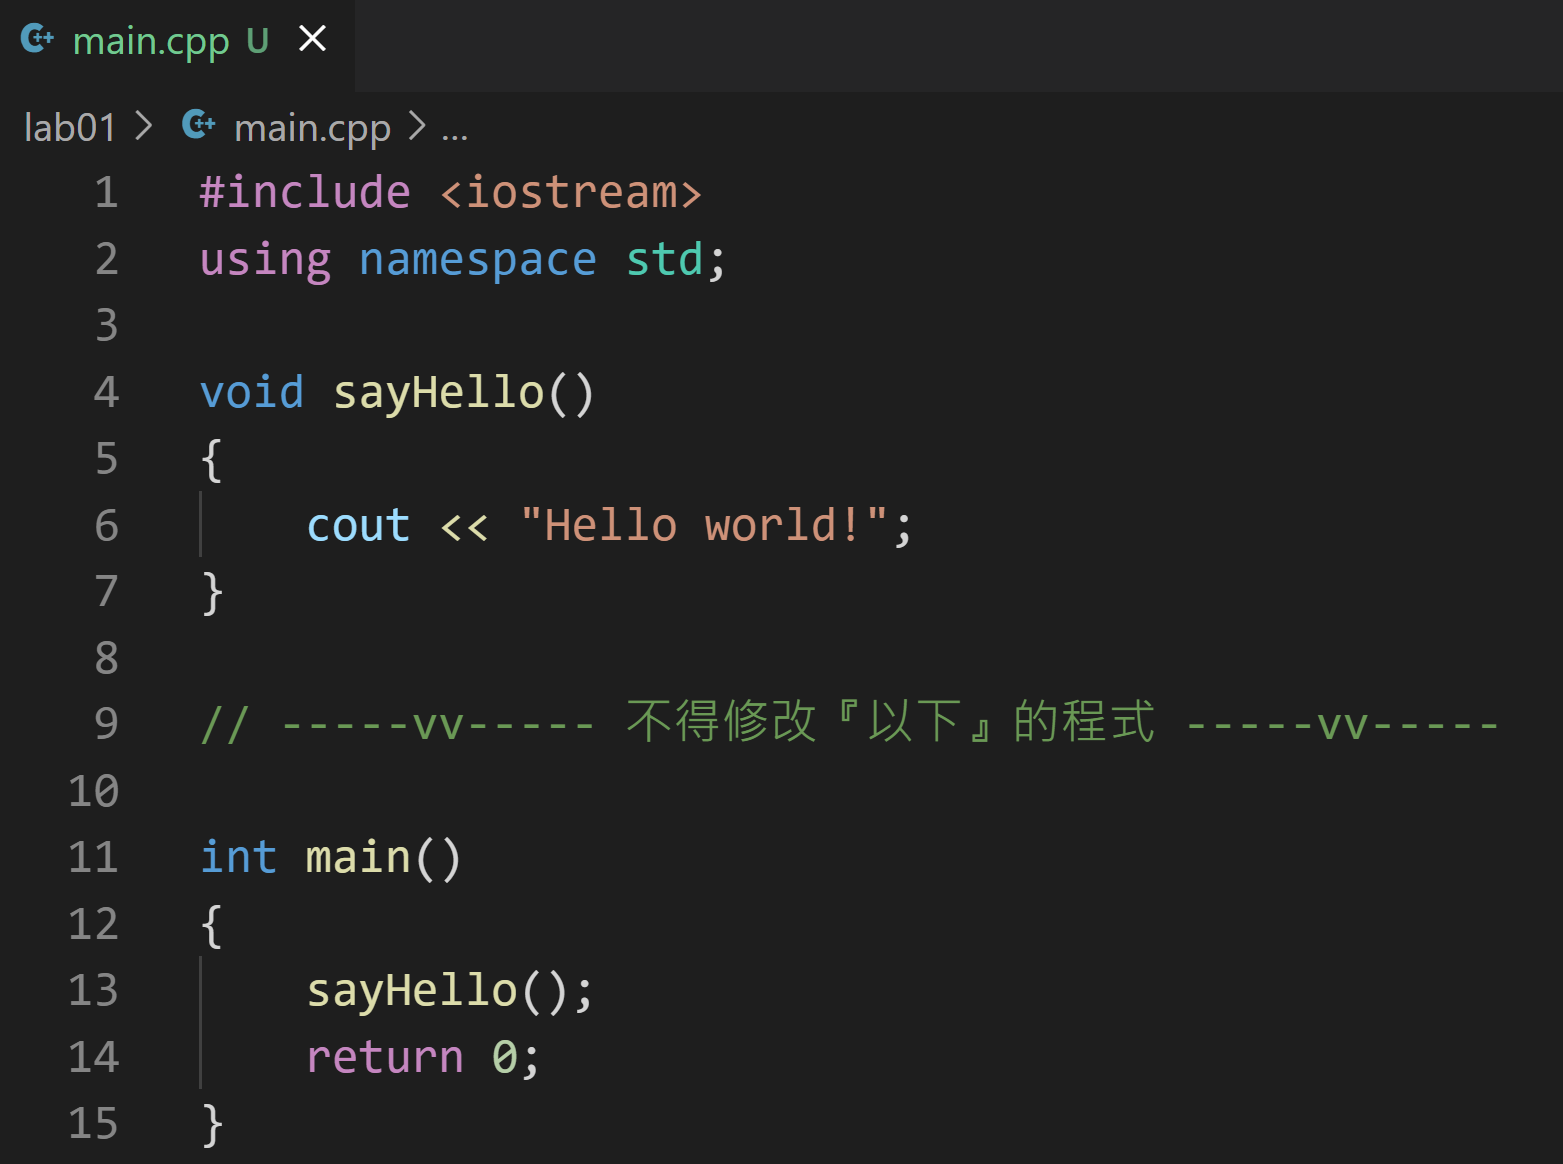 main.cpp U
lab01 > main.cpp > ...
1 #include <iostream>
2 using namespace std;
3
4 void sayHello()
5 {
6     cout << "Hello world!";
7 }
8
9 // -----vv----- 不得修改『以下』的程式 -----vv-----
10
11 int main()
12 {
13     sayHello();
14     return 0;
15 }